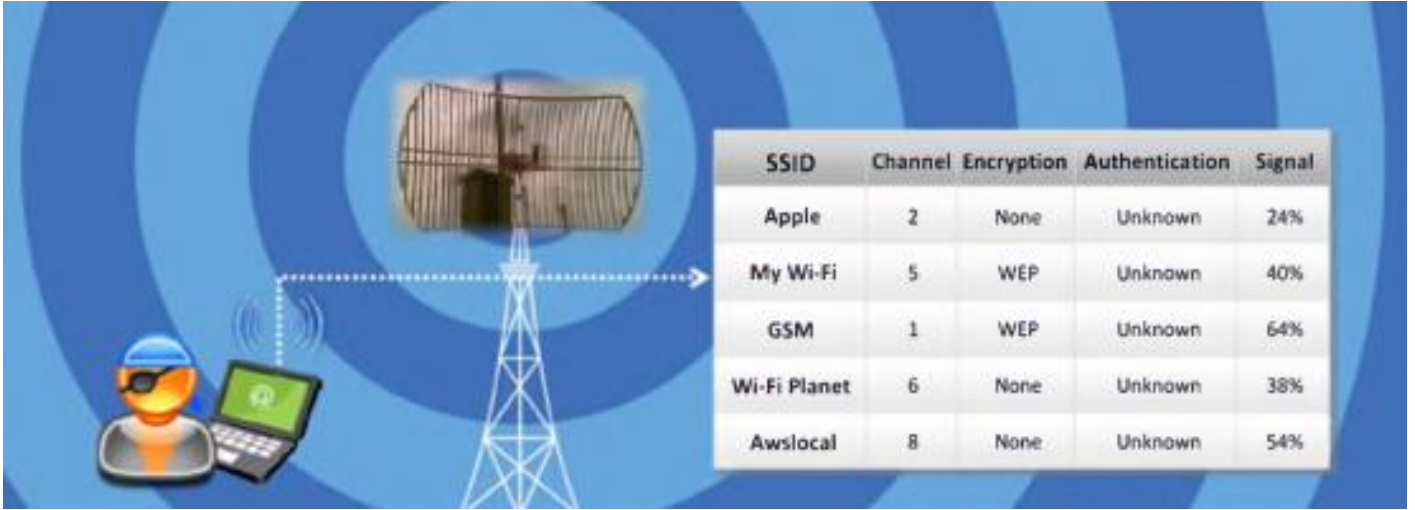 SSID Channel Encryption Authentication Signal
Apple 2 None Unknown 24%
My Wi-Fi 5 WEP Unknown 40%
GSM 1 WEP Unknown 64%
Wi-Fi Planet 6 None Unknown 38%
Awslocal 8 None Unknown 54%